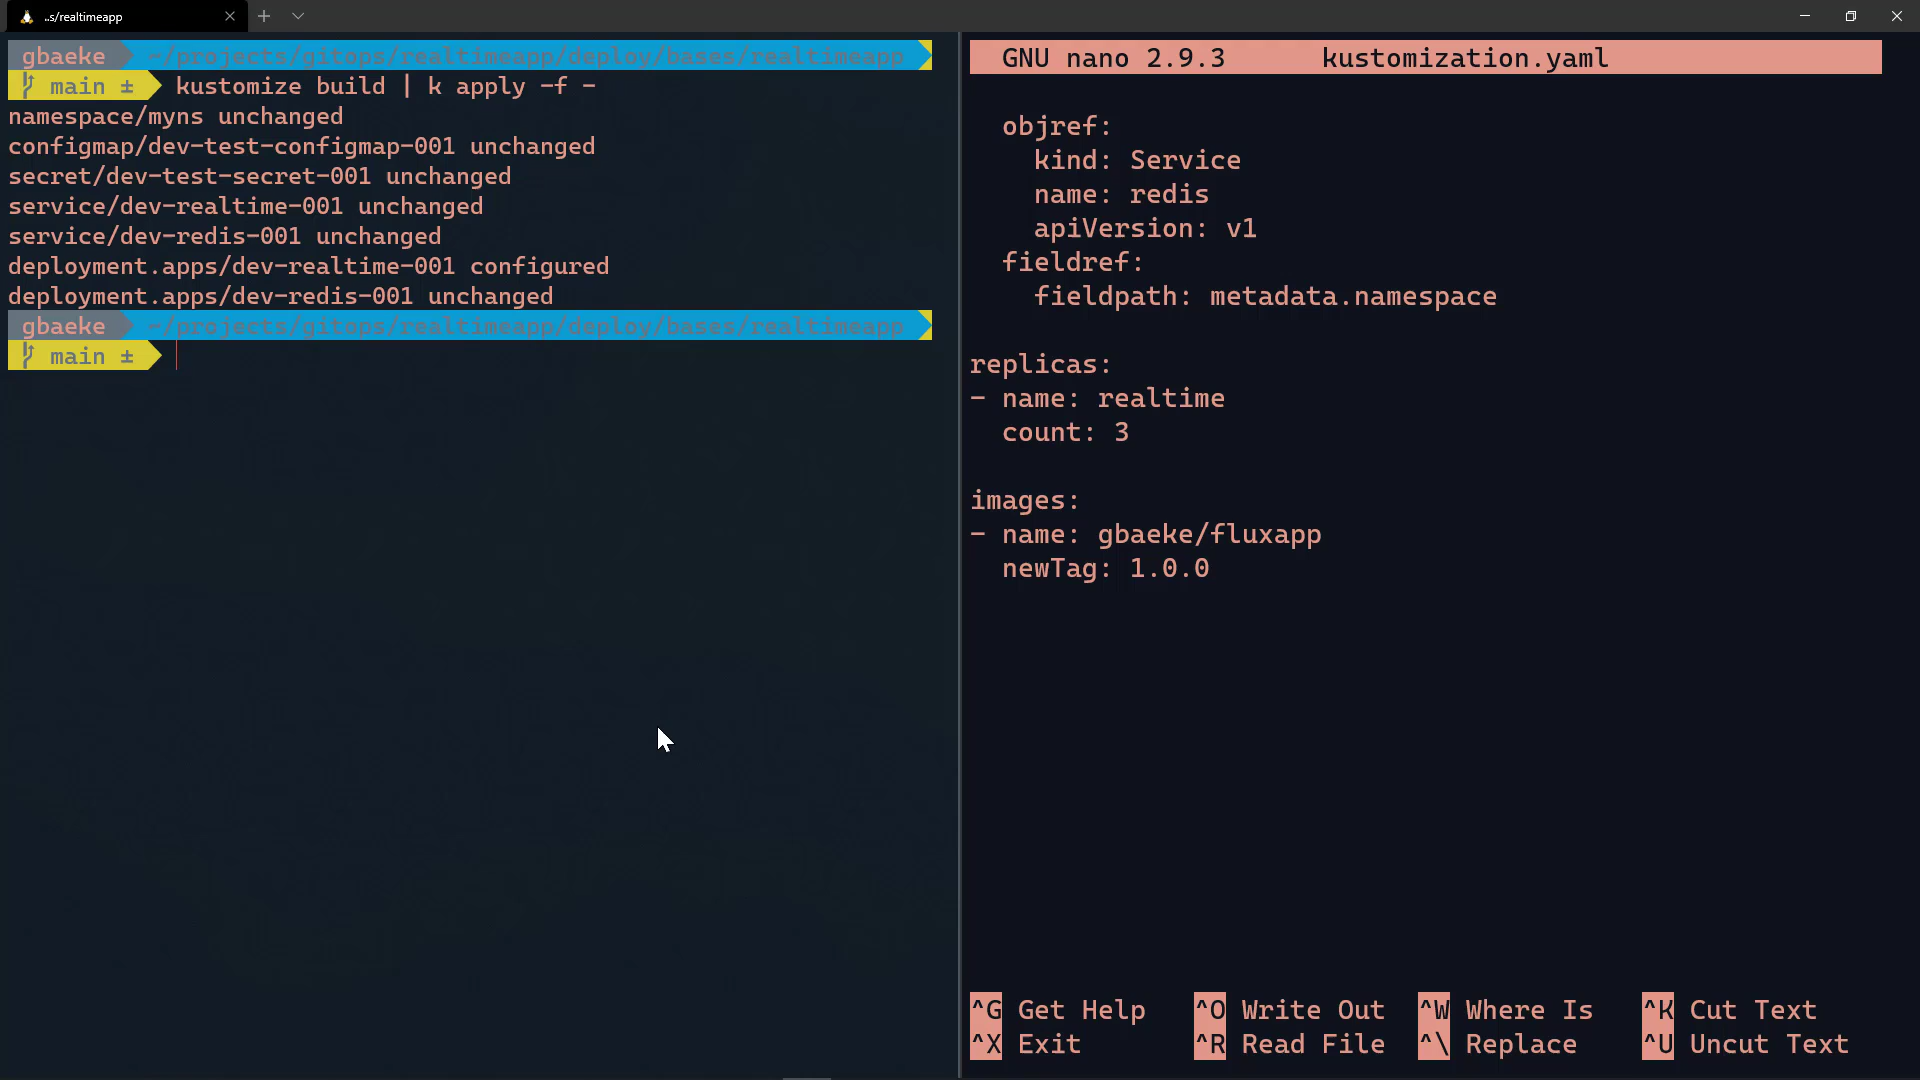 ..s/realtimeapp
gbaeke ~/projects/gitops/realtimeapp/deploy/bases/realtimeapp
main ± kustomize build | k apply -f -
namespace/myns unchanged
configmap/dev-test-configmap-001 unchanged
secret/dev-test-secret-001 unchanged
service/dev-realtime-001 unchanged
service/dev-redis-001 unchanged
deployment.apps/dev-realtime-001 configured
deployment.apps/dev-redis-001 unchanged
gbaeke ~/projects/gitops/realtimeapp/deploy/bases/realtimeapp
main ±
GNU nano 2.9.3 kustomization.yaml
objref:
kind: Service
name: redis
apiVersion: v1
fieldref:
fieldpath: metadata.namespace
replicas:
- name: realtime
count: 3
images:
- name: gbaeke/fluxapp
newTag: 1.0.0
^G Get Help ^O Write Out ^W Where Is ^K Cut Text
^X Exit ^R Read File ^\ Replace ^U Uncut Text